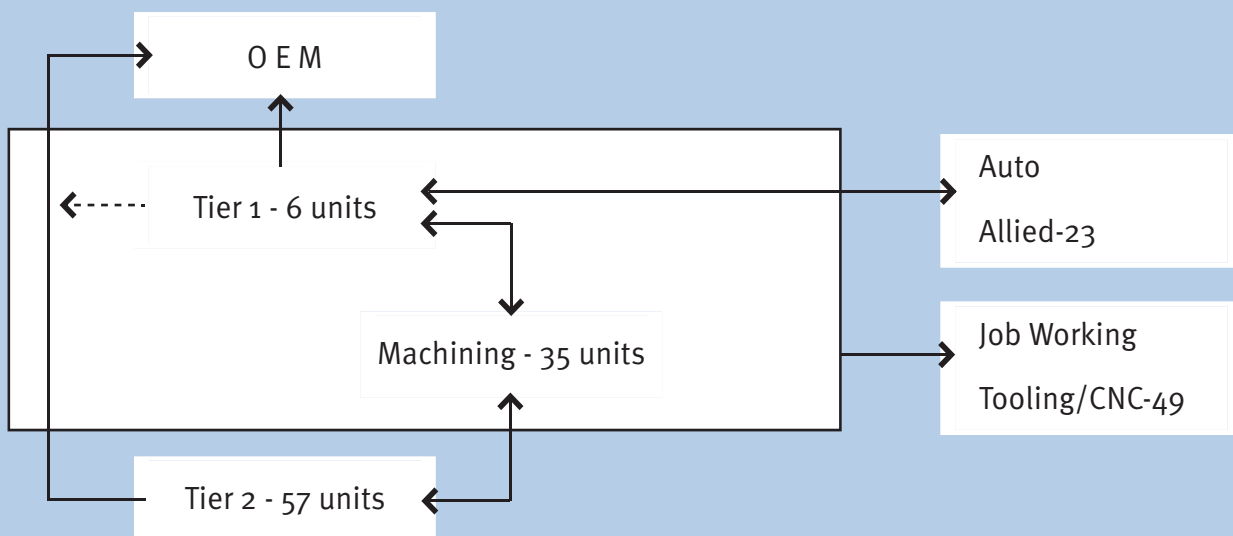 O E M
Tier 1 - 6 units
Auto
Allied-23
Machining - 35 units
Job Working
Tooling/CNC-49
Tier 2 - 57 units